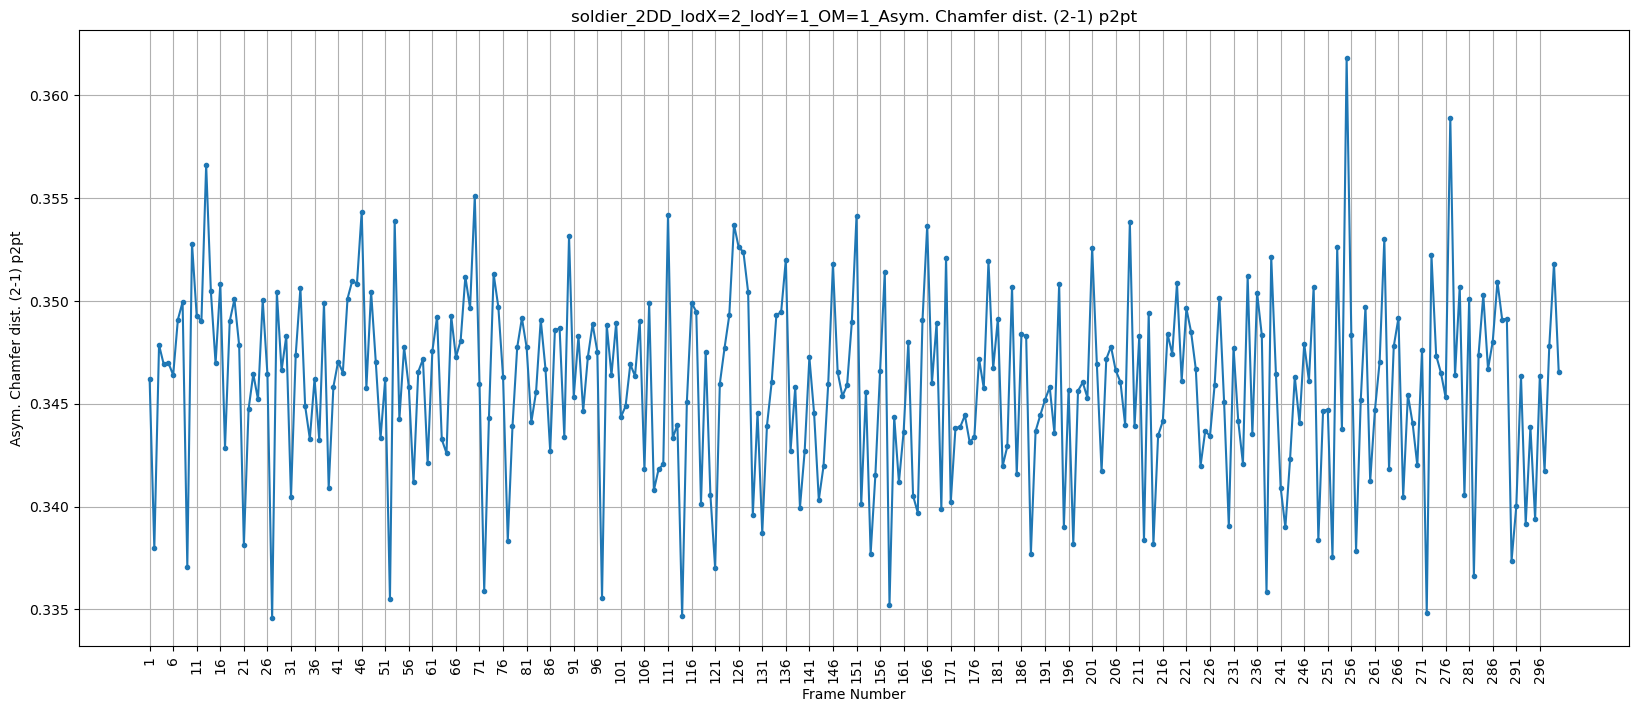 soldier_2DD_lodX=2_lodY=1_OM=1_Asym. Chamfer dist. (2-1) p2pt
Asym. Chamfer dist. (2-1) p2pt
0.360
0.355
0.350
0.345
0.340
0.335
1 6 11 16 21 26 31 36 41 46 51 56 61 66 71 76 81 86 91 96 101 106 111 116 121 126 131 136 141 146 151 156 161 166 171 176 181 186 191 196 201 206 211 216 221 226 231 236 241 246 251 256 261 266 271 276 281 286 291 296
Frame Number